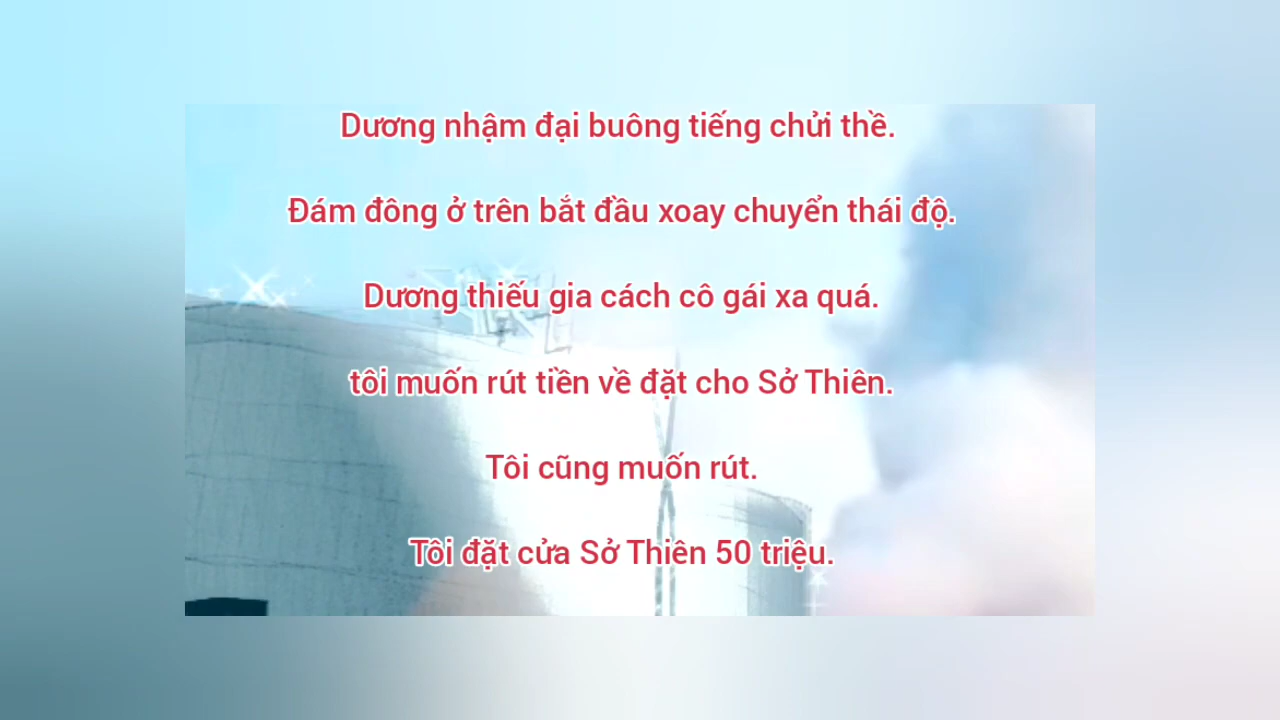 Dương nhậm đại buông tiếng chửi thề.
Đám đông ở trên bắt đầu xoay chuyển thái độ.
Dương thiếu gia cách cô gái xa quá.
tôi muốn rút tiền về đặt cho Sở Thiên.
Tôi cũng muốn rút.
Tôi đặt cửa Sở Thiên 50 triệu.